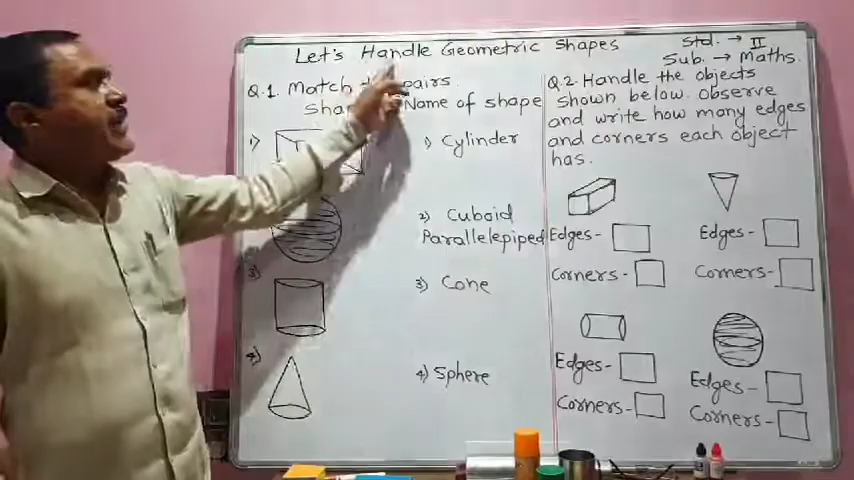 Let's Handle Geometric shapes
Std. → II
Sub. → Maths.
Q.1. Match pairs.
Name of shape
1)
1) Cylinder
2) Cuboid
Parallelepiped
3)
3) Cone
4)
4) Sphere
Q.2. Handle the objects
shown below. Observe
and write how many edges
and corners each object
has.
Edges -
Edges -
Corners -
Corners -
Edges -
Edges -
Corners -
Corners -